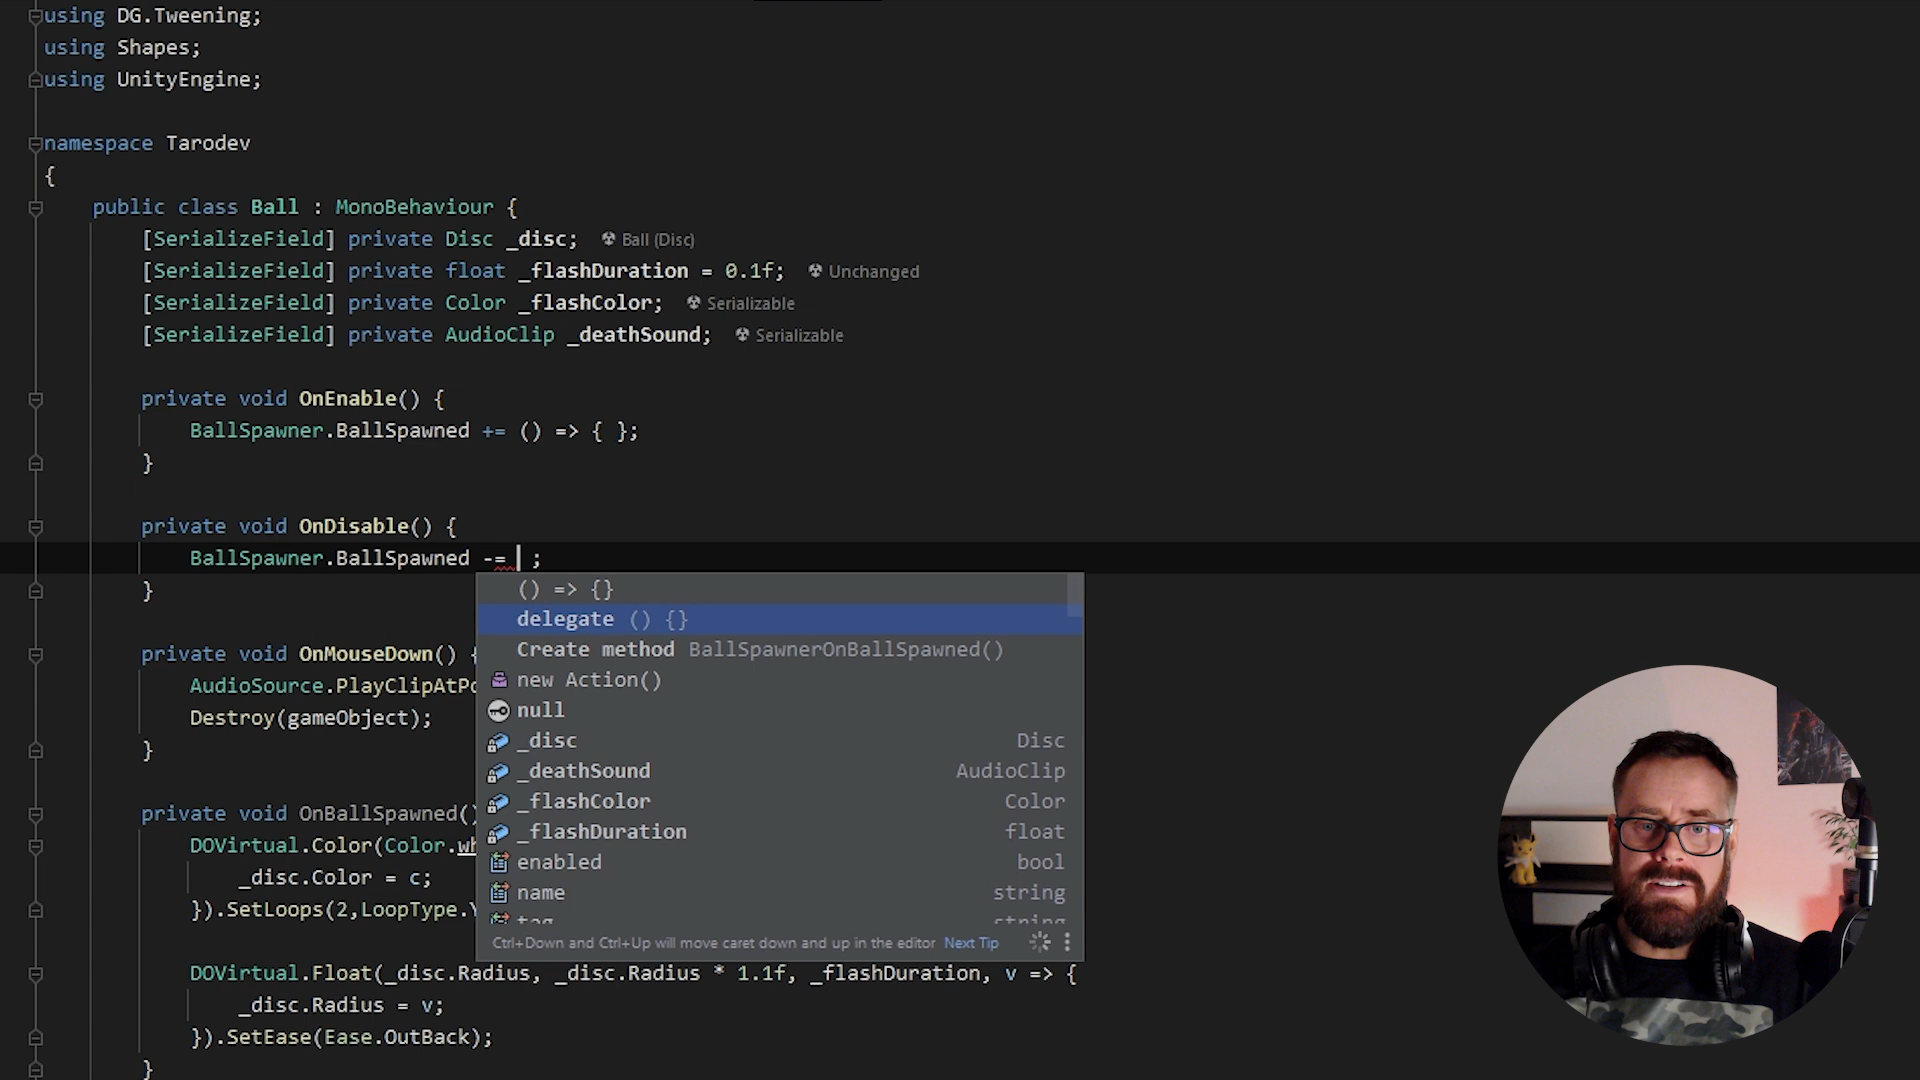 using DG.Tweening;
using Shapes;
using UnityEngine;
namespace Tarodev
{
public class Ball : MonoBehaviour {
[SerializeField] private Disc _disc; Ball (Disc)
[SerializeField] private float _flashDuration = 0.1f; Unchanged
[SerializeField] private Color _flashColor; Serializable
[SerializeField] private AudioClip _deathSound; Serializable
private void OnEnable() {
BallSpawner.BallSpawned += () => { };
}
private void OnDisable() {
BallSpawner.BallSpawned -= ;
}
() => {}
delegate () {}
Create method BallSpawnerOnBallSpawned()
new Action()
null
_disc Disc
_deathSound AudioClip
_flashColor Color
_flashDuration float
enabled bool
name string
tag string
Ctrl+Down and Ctrl+Up will move caret down and up in the editor Next Tip
private void OnMouseDown() {
AudioSource.PlayClipAtPo
Destroy(gameObject);
}
private void OnBallSpawned()
DOVirtual.Color(Color.wh
_disc.Color = c;
}).SetLoops(2,LoopType.Y
DOVirtual.Float(_disc.Radius, _disc.Radius * 1.1f, _flashDuration, v => {
_disc.Radius = v;
}).SetEase(Ease.OutBack);
}